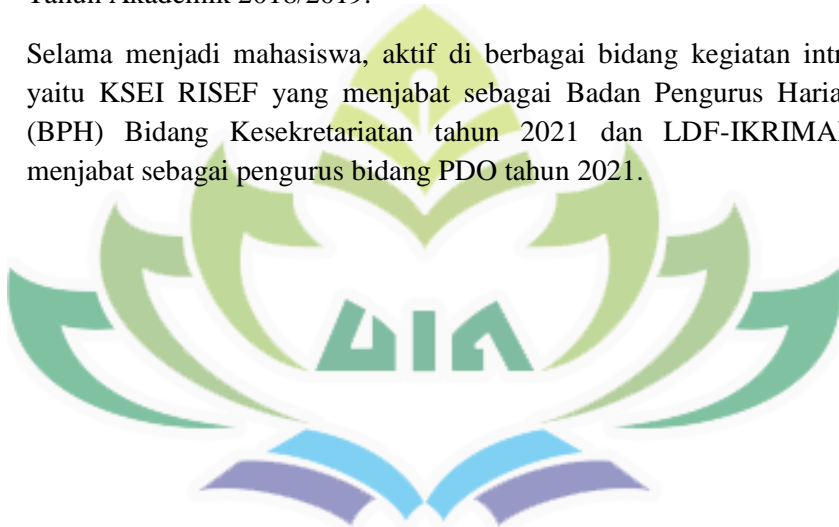 Tahun Akademik 2018/2019.
Selama menjadi mahasiswa, aktif di berbagai bidang kegiatan intr
yaitu KSEI RISEF yang menjabat sebagai Badan Pengurus Haria
(BPH) Bidang Kesekretariatan tahun 2021 dan LDF-IKRIMA
menjabat sebagai pengurus bidang PDO tahun 2021.
UIN